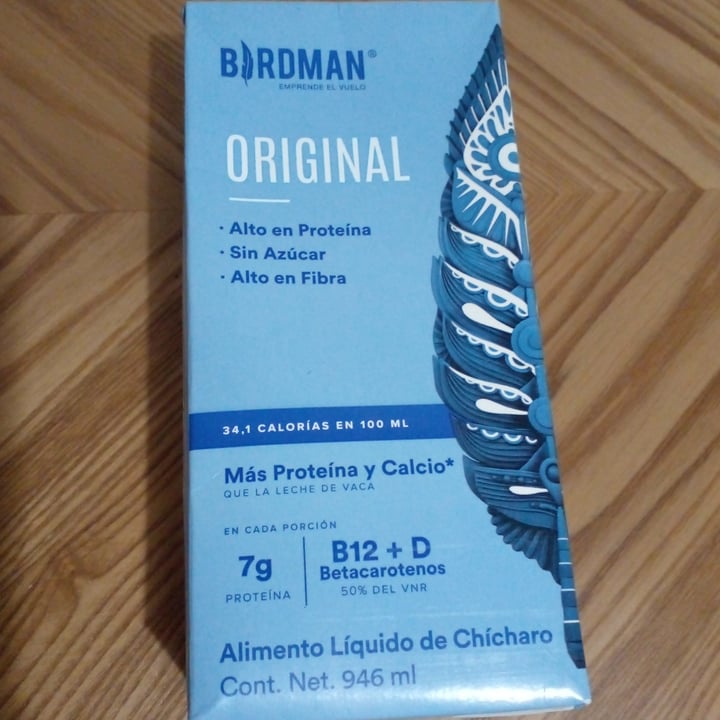 BIRDMAN®
EMPRENDE EL VUELO
ORIGINAL
· Alto en Proteína
· Sin Azúcar
· Alto en Fibra
34,1 CALORÍAS EN 100 ML
Más Proteína y Calcio*
QUE LA LECHE DE VACA
EN CADA PORCIÓN
7g
PROTEÍNA
B12 + D
Betacarotenos
50% DEL VNR
Alimento Líquido de Chícharo
Cont. Net. 946 ml